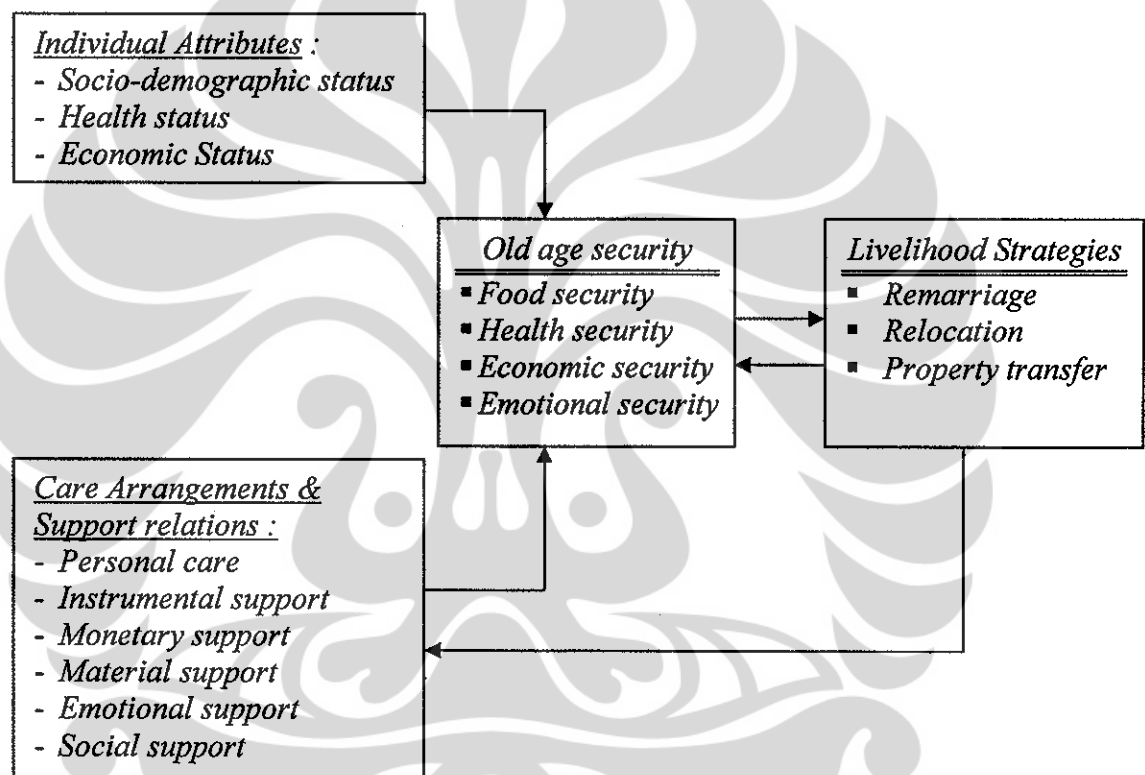 Individual Attributes :
- Socio-demographic status
- Health status
- Economic Status
Old age security
▪ Food security
▪ Health security
▪ Economic security
▪ Emotional security
Livelihood Strategies
▪ Remarriage
▪ Relocation
▪ Property transfer
Care Arrangements &
Support relations :
- Personal care
- Instrumental support
- Monetary support
- Material support
- Emotional support
- Social support